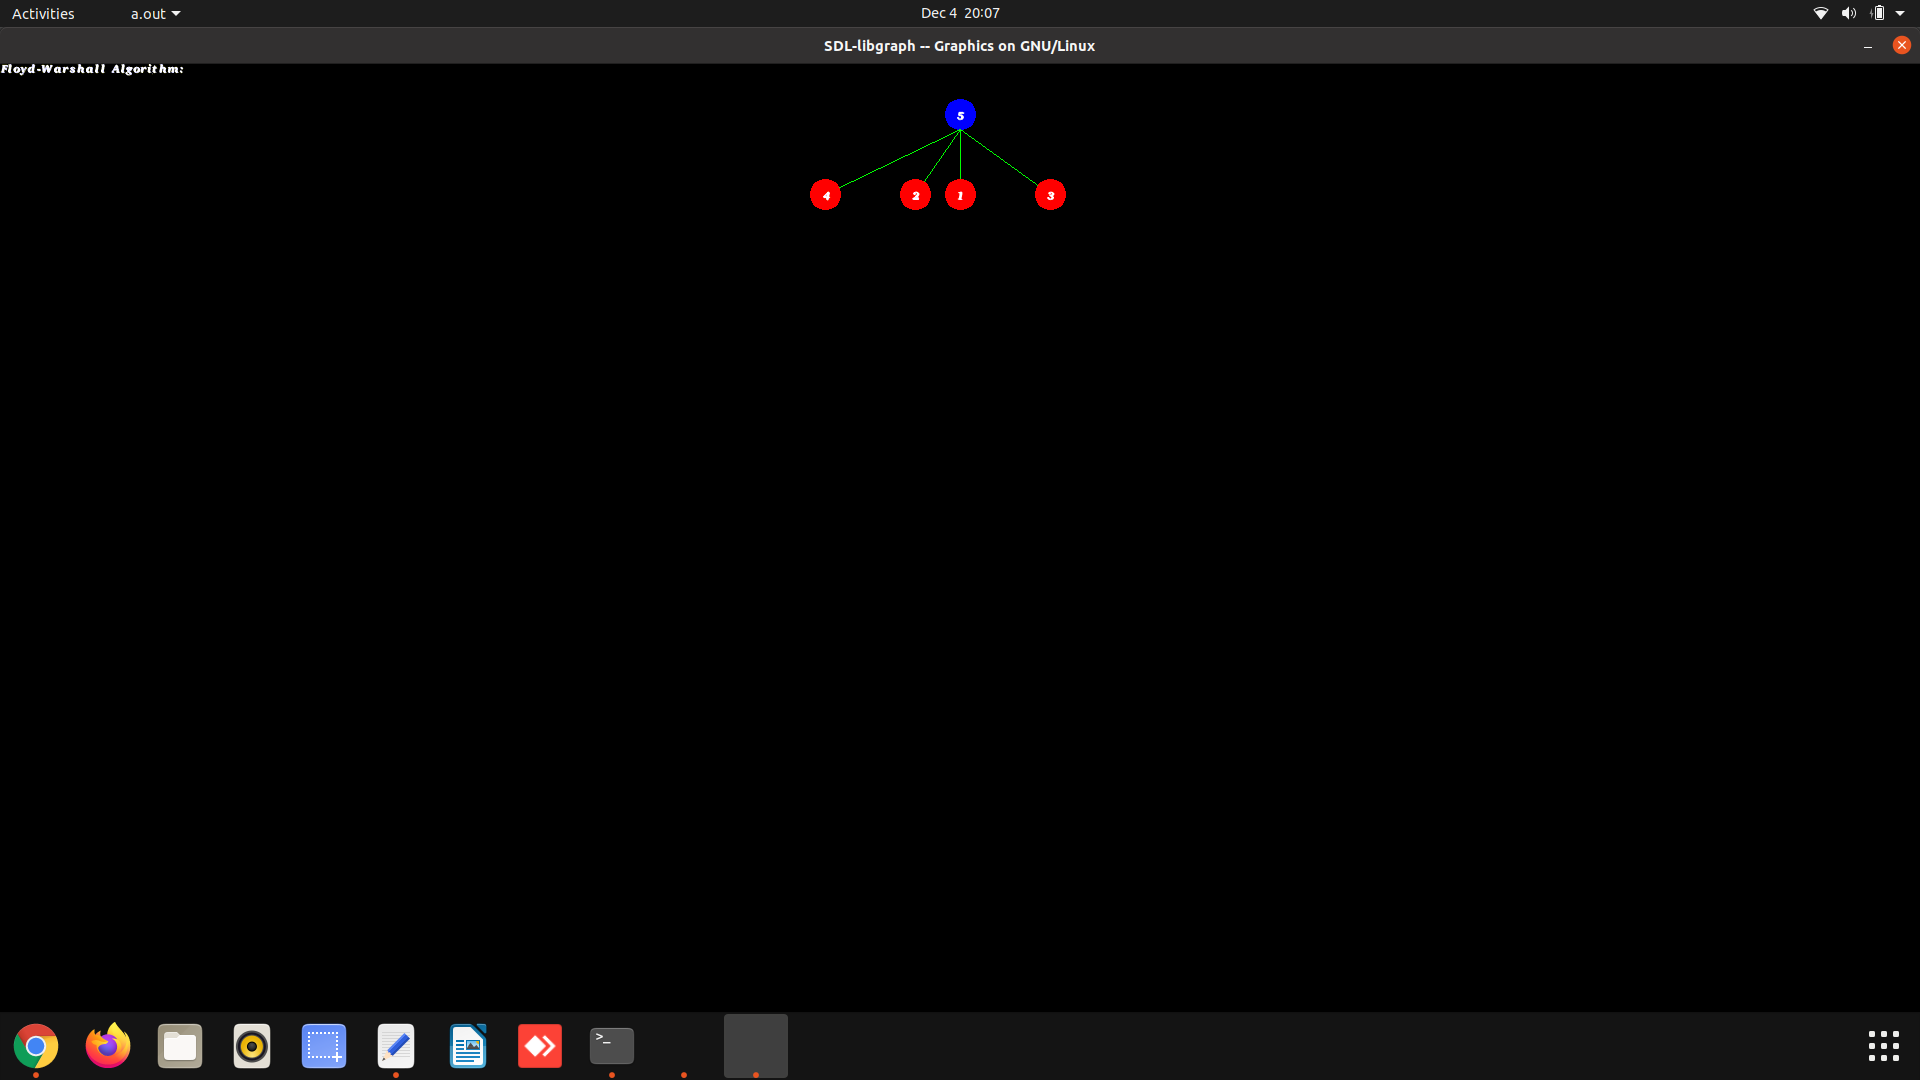 Activities a.out Dec 4 20:07
SDL-libgraph -- Graphics on GNU/Linux
Floyd-Warshall Algorithm:
5
4 2 1 3
>_